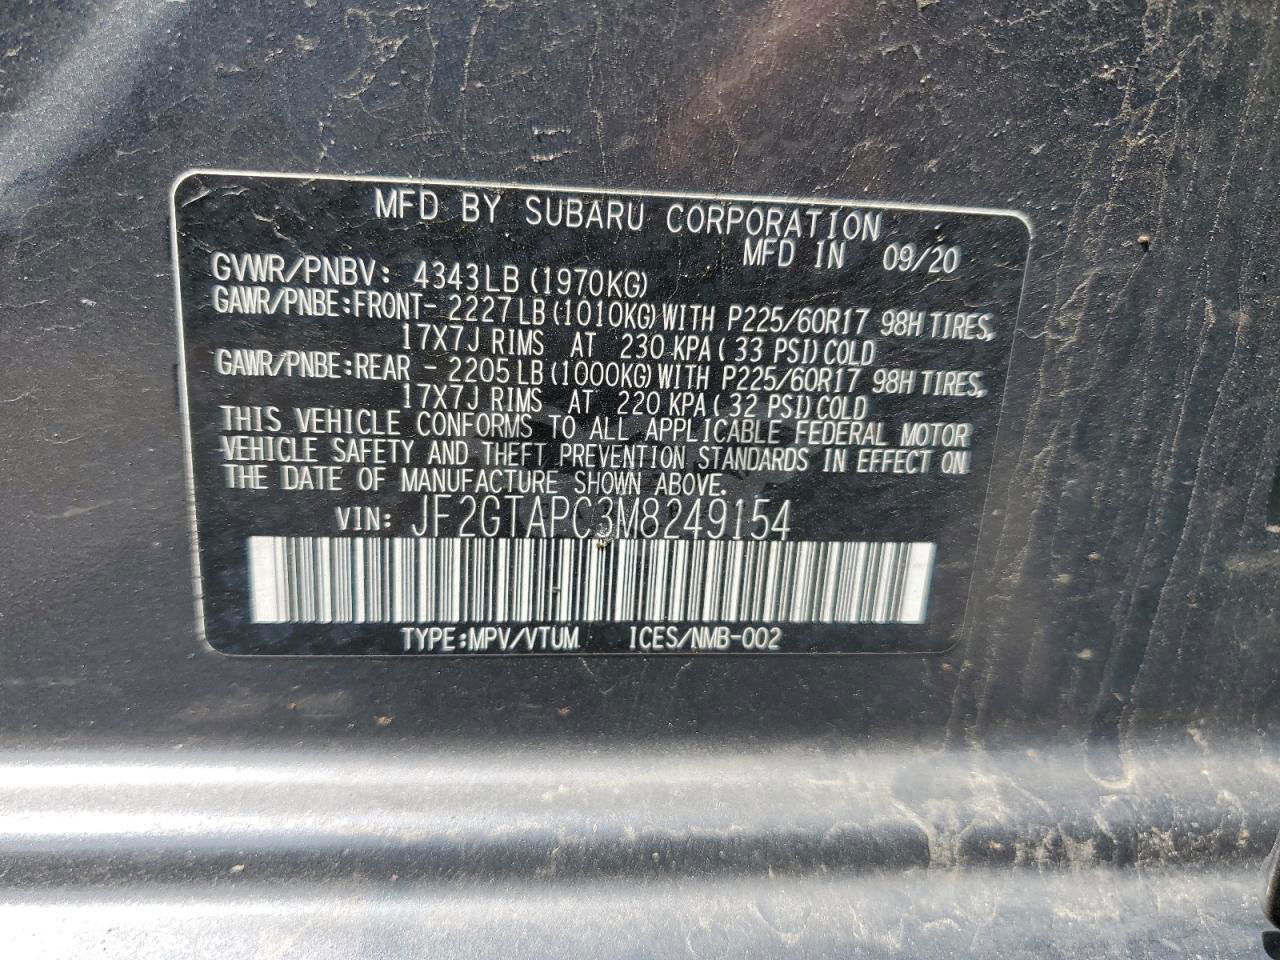 MFD BY SUBARU CORPORATION
MFD IN 09/20
GVWR/PNBV: 4343LB (1970KG)
GAWR/PNBE:FRONT- 2227LB (1010KG) WITH P225/60R17 98H TIRES,
17X7J RIMS AT 230 KPA (33 PSI) COLD
GAWR/PNBE:REAR - 2205LB (1000KG) WITH P225/60R17 98H TIRES,
17X7J RIMS AT 220 KPA (32 PSI) COLD
THIS VEHICLE CONFORMS TO ALL APPLICABLE FEDERAL MOTOR
VEHICLE SAFETY AND THEFT PREVENTION STANDARDS IN EFFECT ON
THE DATE OF MANUFACTURE SHOWN ABOVE.
VIN: JF2GTAPC3M8249154
TYPE:MPV/VTUM ICES/NMB-002